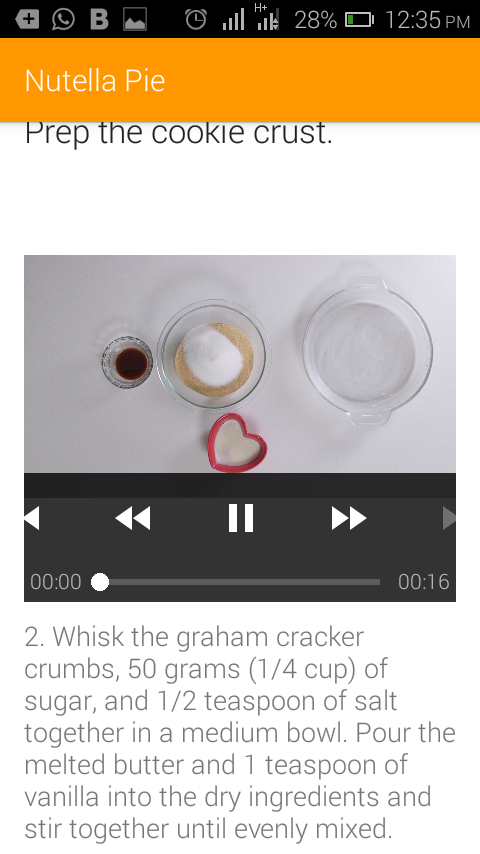 H+
28% 12:35 PM
Nutella Pie
Prep the cookie crust.
00:00 00:16
2. Whisk the graham cracker
crumbs, 50 grams (1/4 cup) of
sugar, and 1/2 teaspoon of salt
together in a medium bowl. Pour the
melted butter and 1 teaspoon of
vanilla into the dry ingredients and
stir together until evenly mixed.